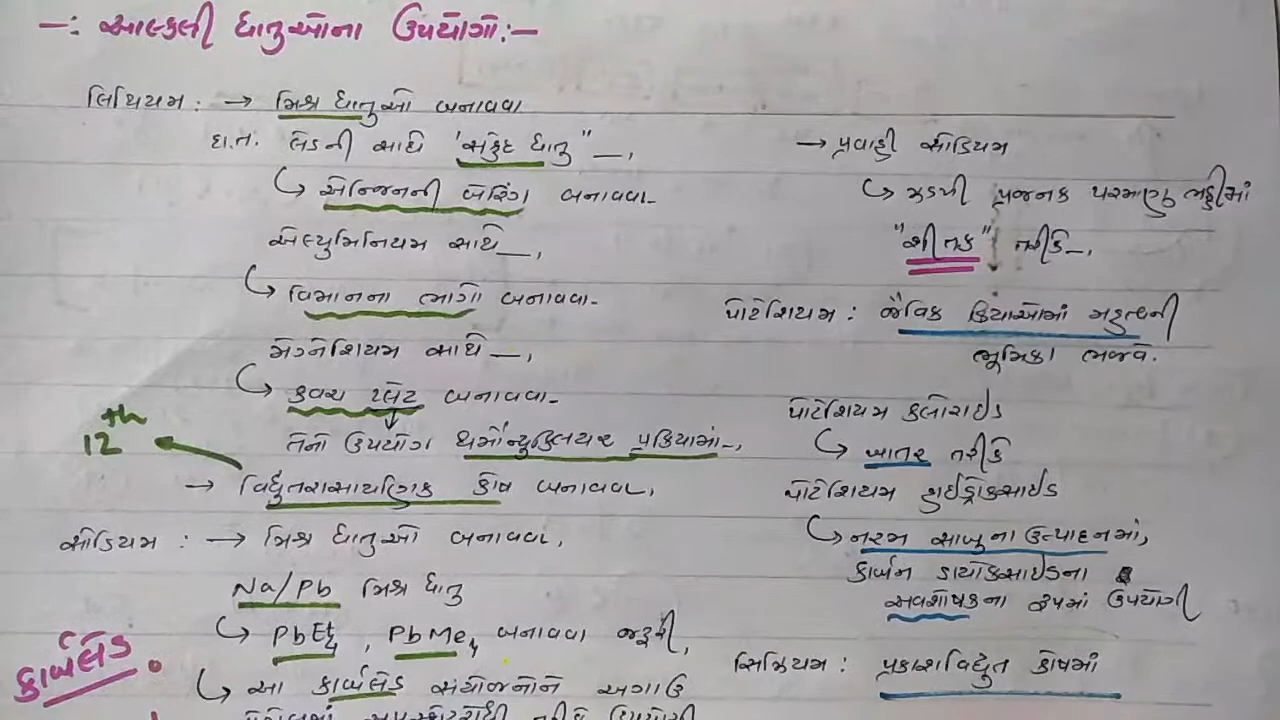 -: આલ્કલી ધાતુઓના ઉપયોગો:-
લિથિયમ : → મિશ્ર ધાતુઓ બનાવવા
દા.ત. લેડની સાથે 'સફેદ ધાતુ" —,
↳ એન્જિનની બેરિંગ બનાવવા-
એલ્યુમિનિયમ સાથે —,
↳ વિમાનના ભાગો બનાવવા-
મેગ્નેશિયમ સાથે —,
↳ કવચ પ્લેટ બનાવવા-
તેનો ઉપયોગ થર્મોન્યુક્લિયર પ્રક્રિયામાં-,
12th
→ વિદ્યુતરાસાયણિક કોષ બનાવવા,
સોડિયમ : → મિશ્ર ધાતુઓ બનાવવા,
Na/Pb મિશ્ર ધાતુ
↳ PbEt4 , PbMe4 બનાવવા જરૂરી,
કાર્બલેડ
↳ આ કાર્બલેડ સંયોજનોને અગાઉ
→ પ્રવાહી સોડિયમ
↳ ઝડપી પ્રજનક પરમાણુ ભઠ્ઠીમાં
"શીતક" તરીકે-,
પોટેશિયમ : જૈવિક ક્રિયાઓમાં મહત્વની
ભૂમિકા ભજવે.
પોટેશિયમ ક્લોરાઇડ
↳ ખાતર તરીકે
પોટેશિયમ હાઇડ્રોક્સાઇડ
↳ નરમ સાબુના ઉત્પાદનમાં,
કાર્બન ડાયોક્સાઇડના
અવશોષકના રૂપમાં ઉપયોગી
સિઝિયમ : પ્રકાશવિદ્યુત કોષમાં